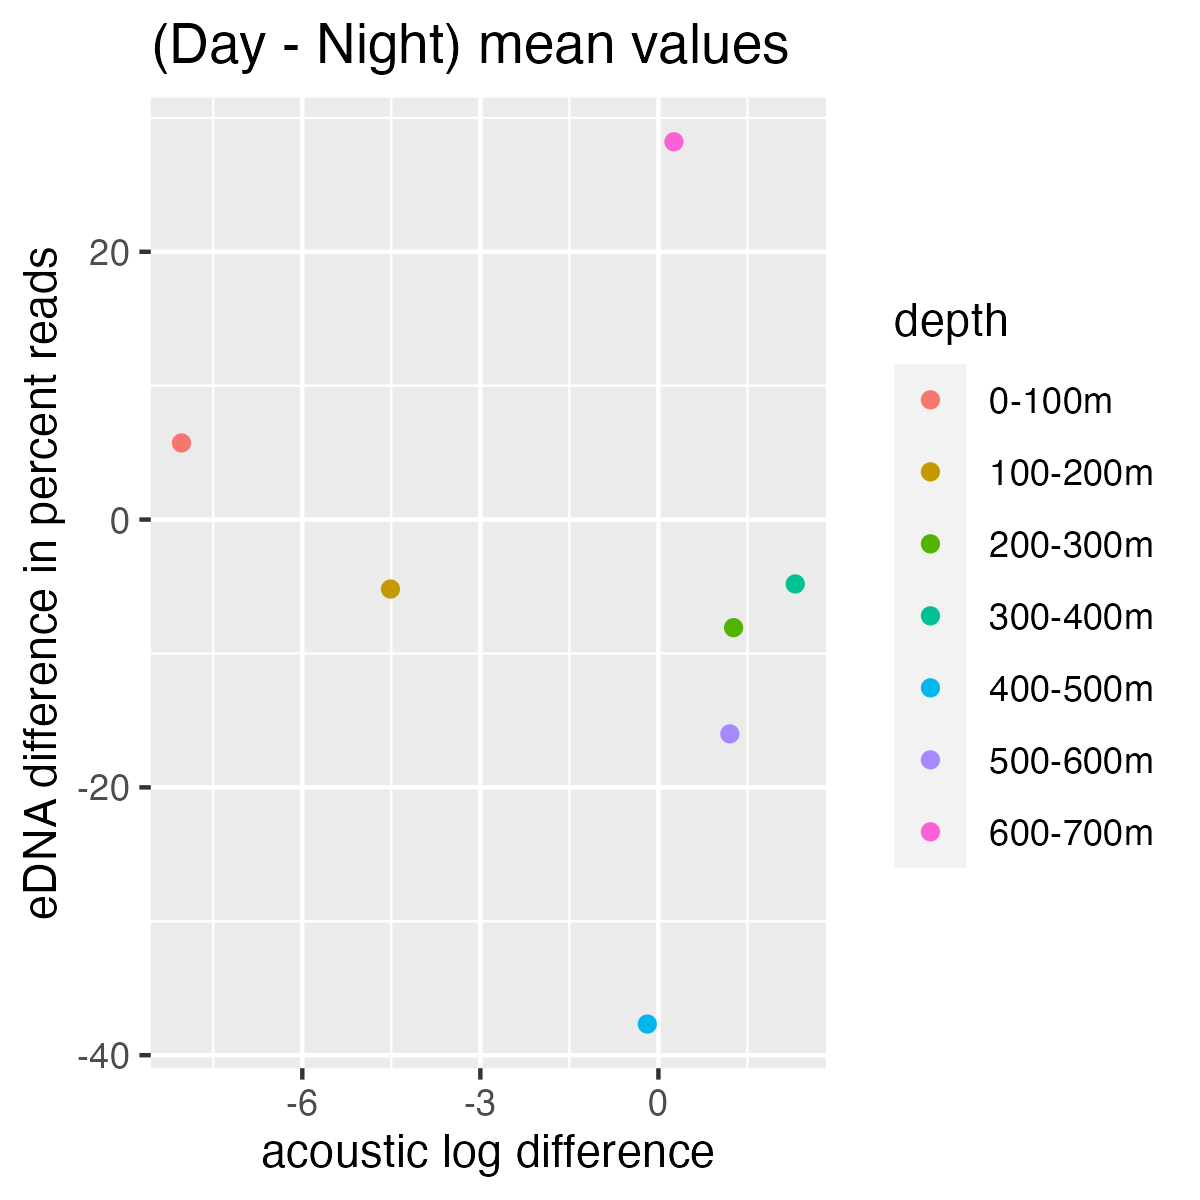 (Day - Night) mean values
eDNA difference in percent reads
20
0
-20
-40
-6
-3
0
acoustic log difference
depth
0-100m
100-200m
200-300m
300-400m
400-500m
500-600m
600-700m